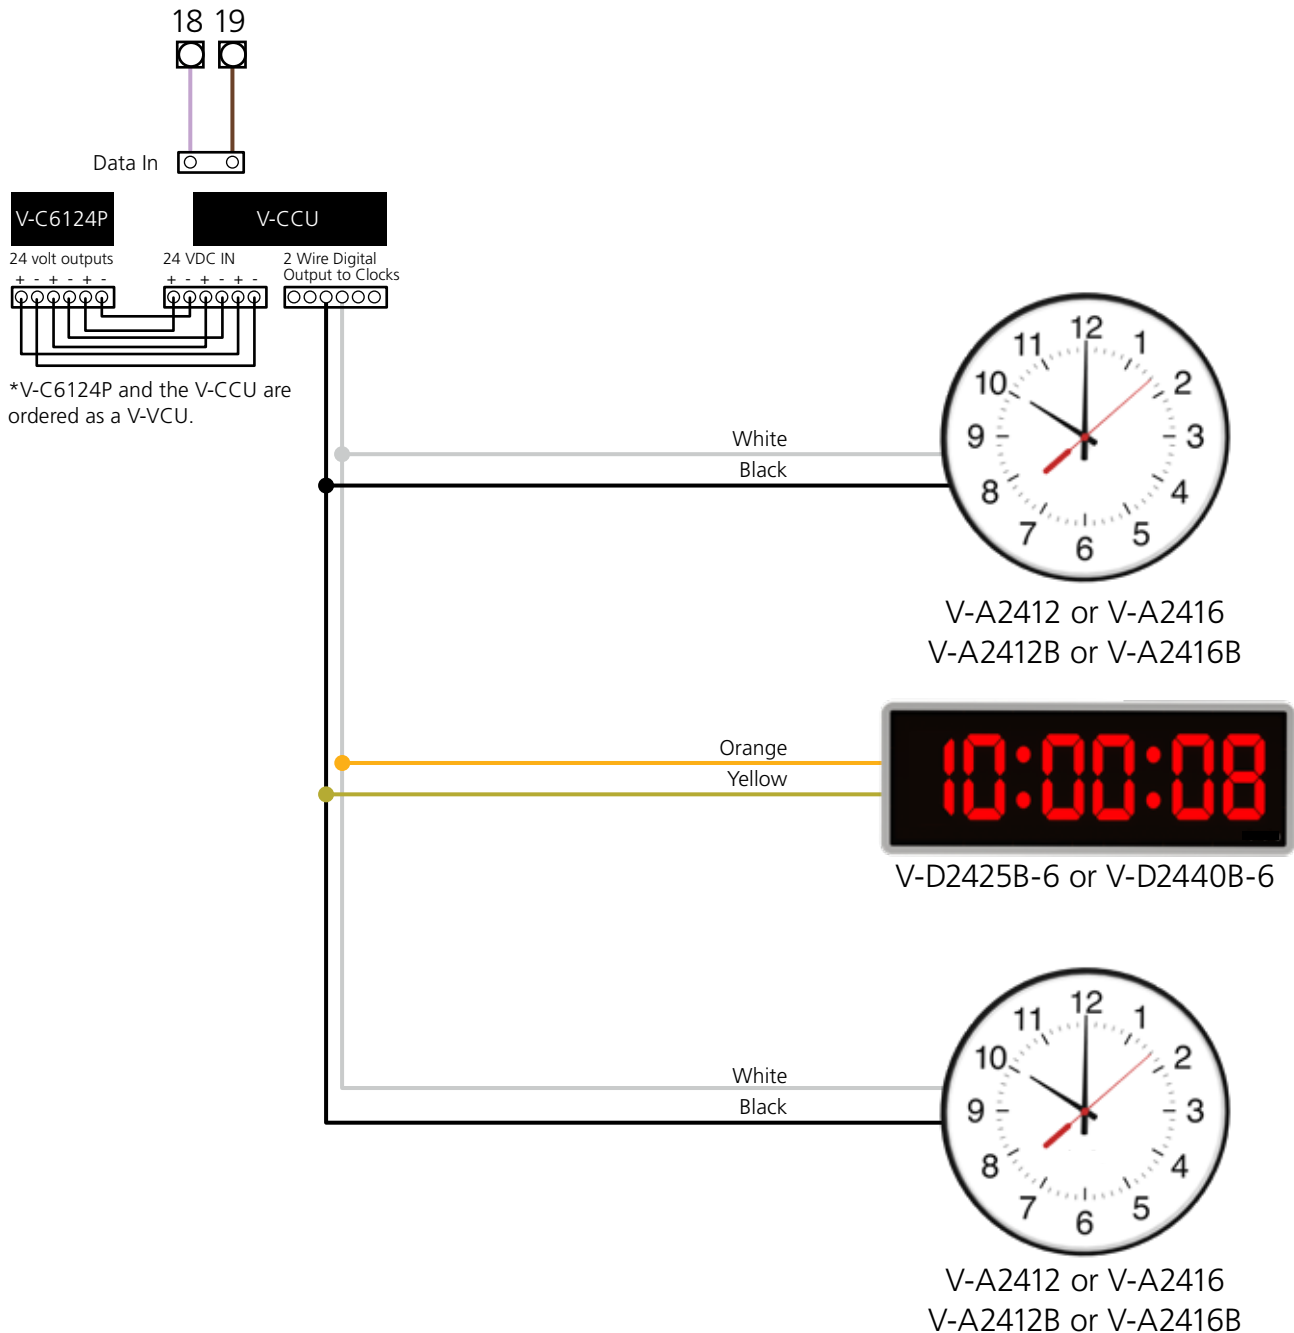 18 19
Data In
V-C6124P
V-CCU
24 volt outputs
24 VDC IN
2 Wire Digital
Output to Clocks
+ - + - + -
+ - + - + -
*V-C6124P and the V-CCU are
ordered as a V-VCU.
White
Black
12
1
2
3
4
5
6
7
8
9
10
11
V-A2412 or V-A2416
V-A2412B or V-A2416B
Orange
Yellow
10:00:08
V-D2425B-6 or V-D2440B-6
White
Black
12
1
2
3
4
5
6
7
8
9
10
11
V-A2412 or V-A2416
V-A2412B or V-A2416B